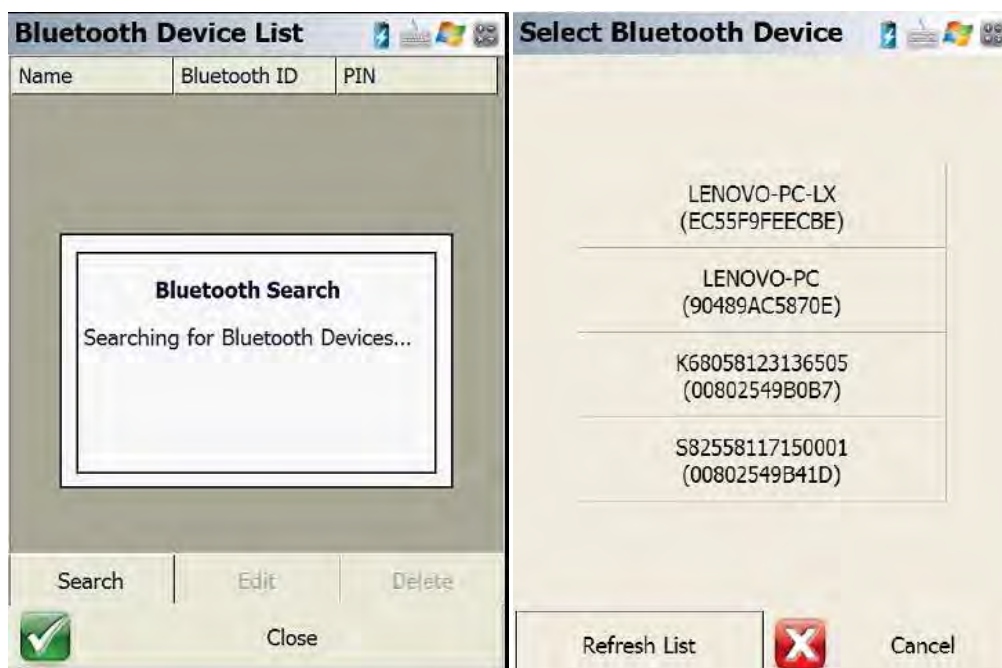 Bluetooth Device List
Name Bluetooth ID PIN
Bluetooth Search
Searching for Bluetooth Devices...
Search Edit Delete
Close
Select Bluetooth Device
LENOVO-PC-LX
(EC55F9FEECBE)
LENOVO-PC
(90489AC5870E)
K68058123136505
(00802549B0B7)
S82558117150001
(00802549B41D)
Refresh List Cancel